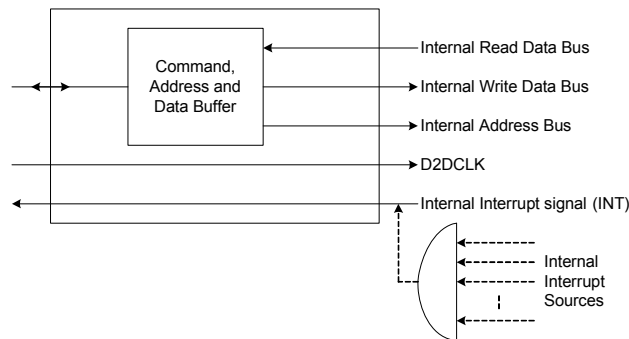 Command,
Address and
Data Buffer
Internal Read Data Bus
Internal Write Data Bus
Internal Address Bus
D2DCLK
Internal Interrupt signal (INT)
Internal
Interrupt
Sources